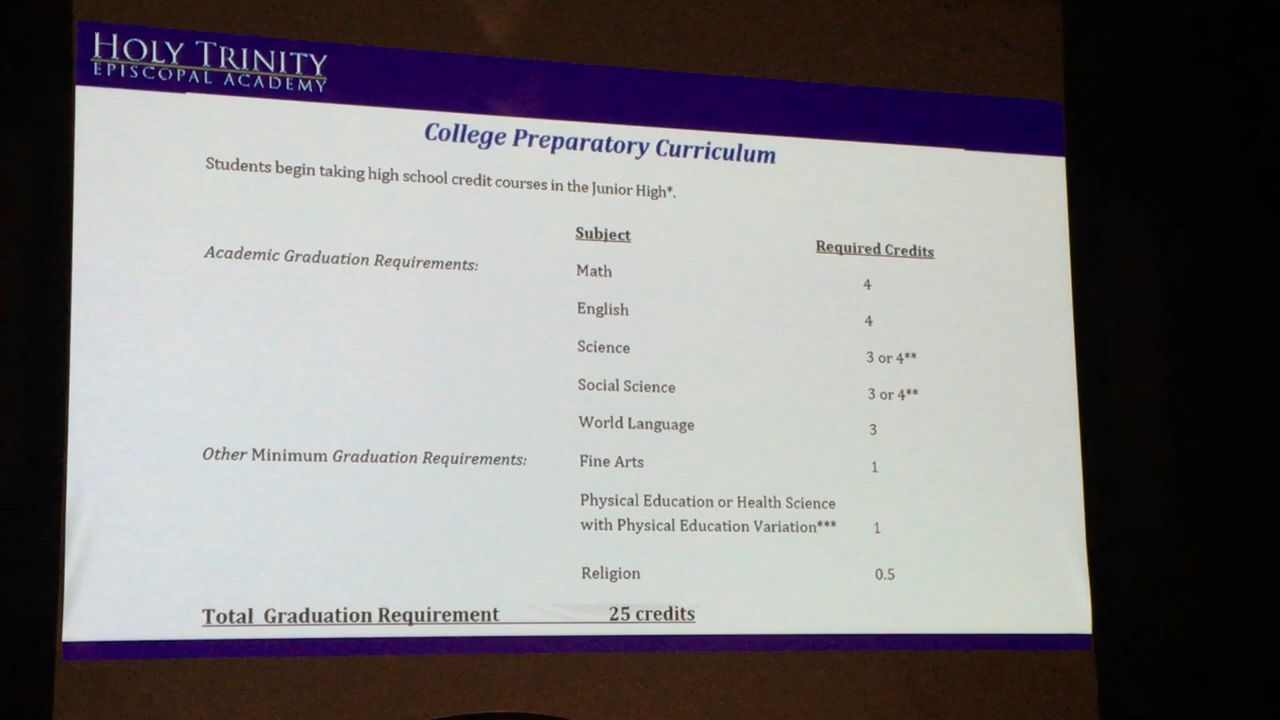 HOLY TRINITY
EPISCOPAL ACADEMY
College Preparatory Curriculum
Students begin taking high school credit courses in the Junior High*.
Subject Required Credits
Academic Graduation Requirements: Math 4
English 4
Science 3 or 4**
Social Science 3 or 4**
World Language 3
Other Minimum Graduation Requirements: Fine Arts 1
Physical Education or Health Science
with Physical Education Variation*** 1
Religion 0.5
Total Graduation Requirement 25 credits